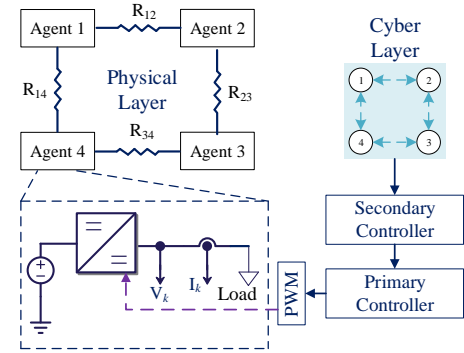 Agent 1
R12
Agent 2
Cyber
Layer
R14
Physical
Layer
R23
1
2
4
3
R34
Agent 4
Agent 3
Secondary
Controller
Vk
Ik
Load
PWM
Primary
Controller